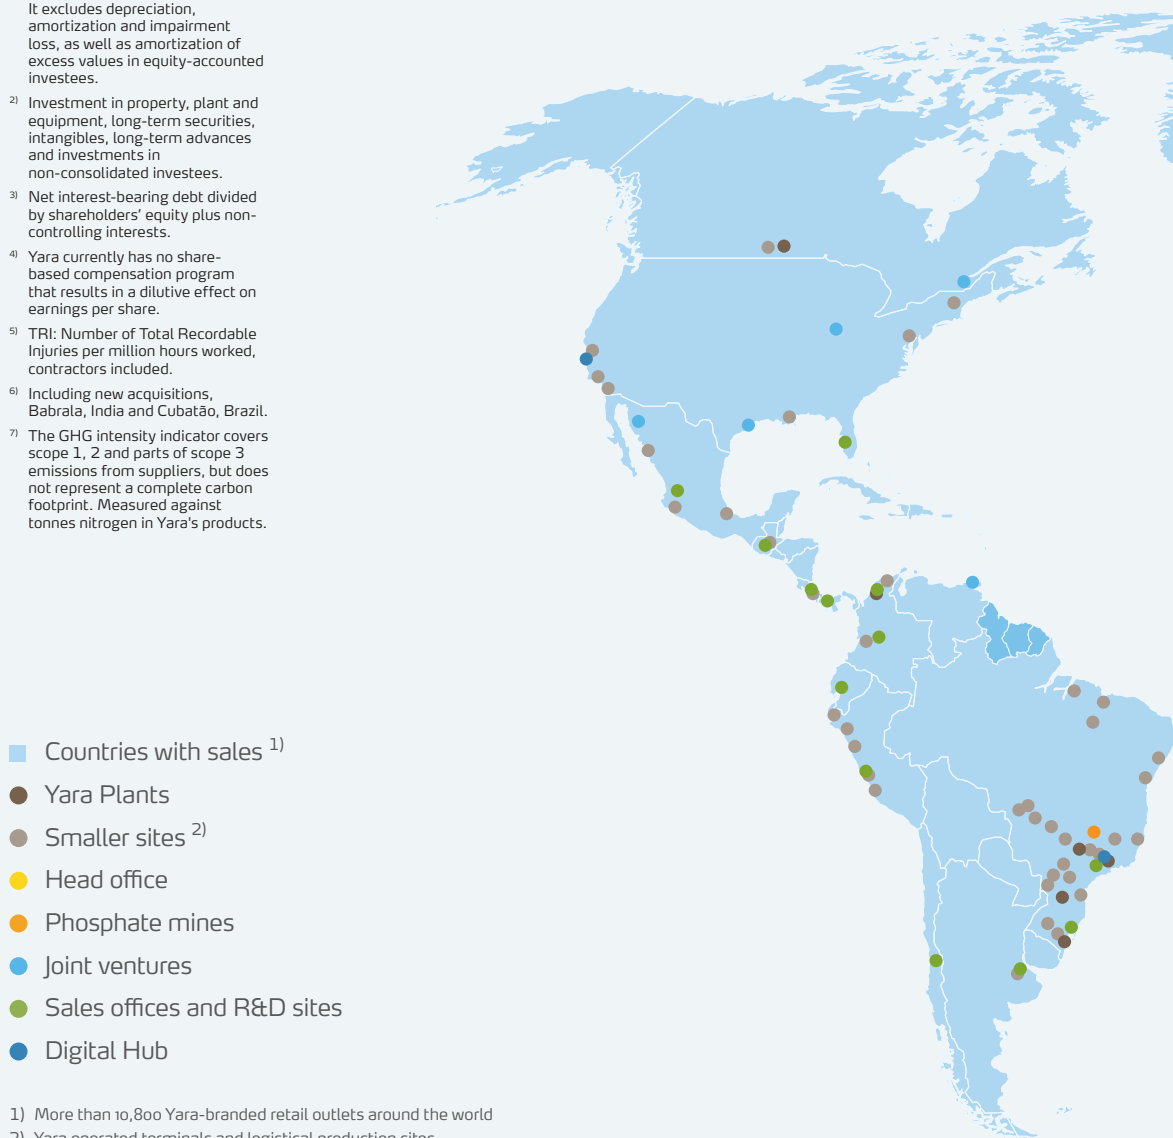 It excludes depreciation,
amortization and impairment
loss, as well as amortization of
excess values in equity-accounted
investees.
2) Investment in property, plant and
equipment, long-term securities,
intangibles, long-term advances
and investments in
non-consolidated investees.
3) Net interest-bearing debt divided
by shareholders' equity plus non-
controlling interests.
4) Yara currently has no share-
based compensation program
that results in a dilutive effect on
earnings per share.
5) TRI: Number of Total Recordable
Injuries per million hours worked,
contractors included.
6) Including new acquisitions,
Babrala, India and Cubatão, Brazil.
7) The GHG intensity indicator covers
scope 1, 2 and parts of scope 3
emissions from suppliers, but does
not represent a complete carbon
footprint. Measured against
tonnes nitrogen in Yara's products.
Countries with sales 1)
Yara Plants
Smaller sites 2)
Head office
Phosphate mines
Joint ventures
Sales offices and R&D sites
Digital Hub
1) More than 10,800 Yara-branded retail outlets around the world
2) Yara operated terminals and logistical production sites